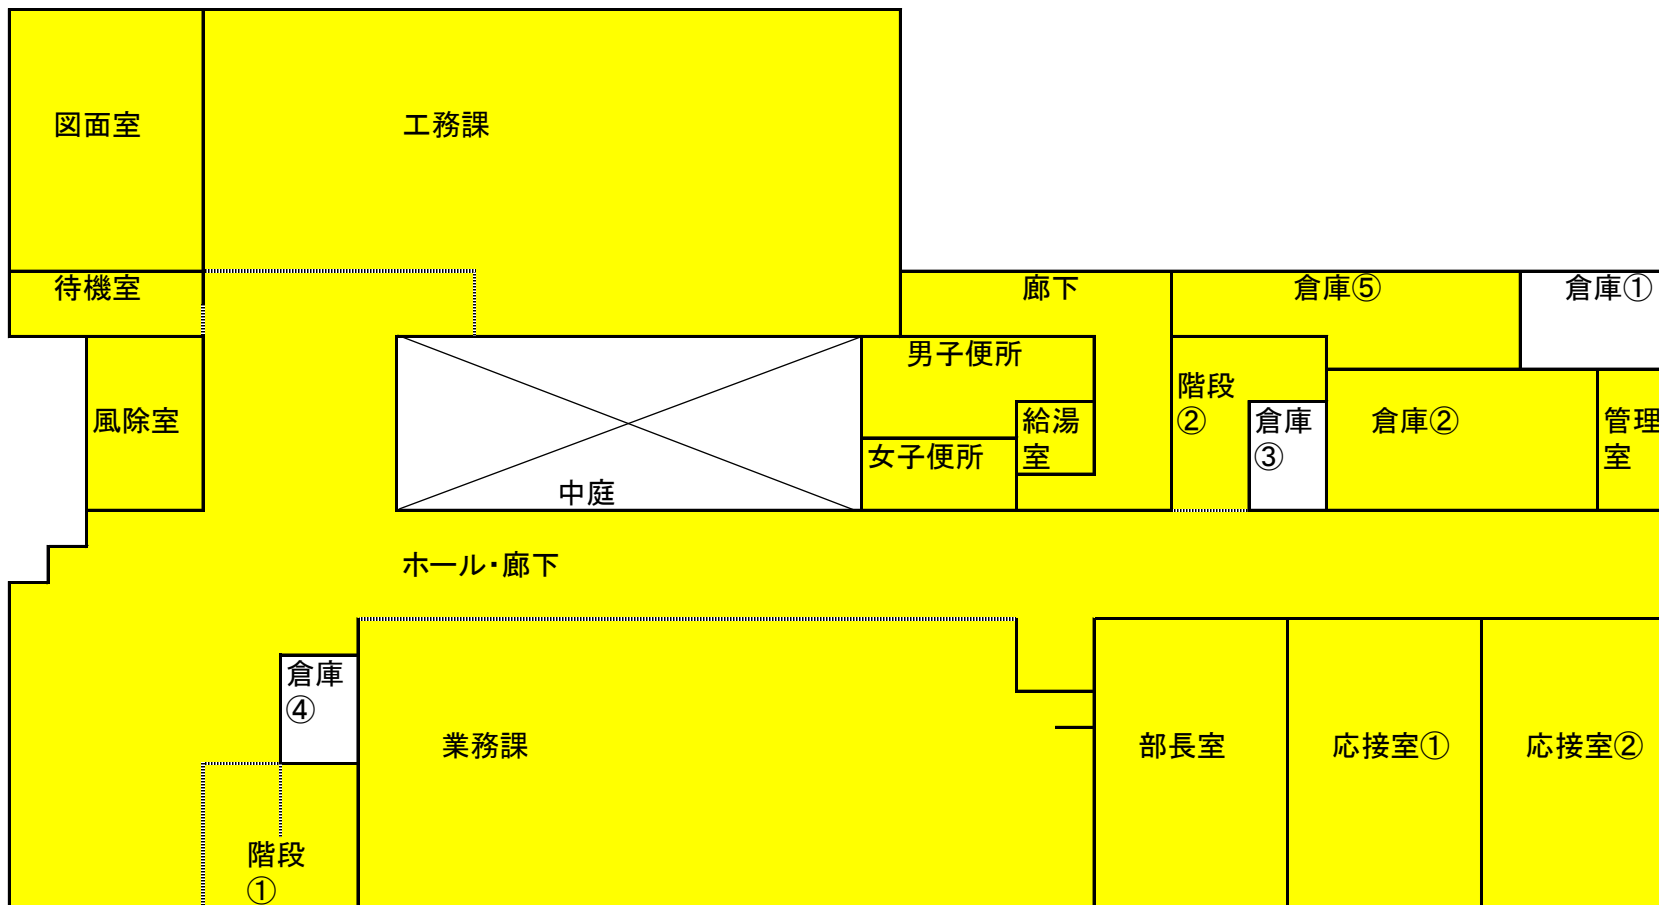 図面室
工務課
待機室
廊下
倉庫⑤
倉庫①
男子便所
風除室
階段
②
給湯
室
倉庫
③
倉庫②
管理
室
女子便所
中庭
ホール・廊下
倉庫
④
業務課
部長室
応接室①
応接室②
階段
①